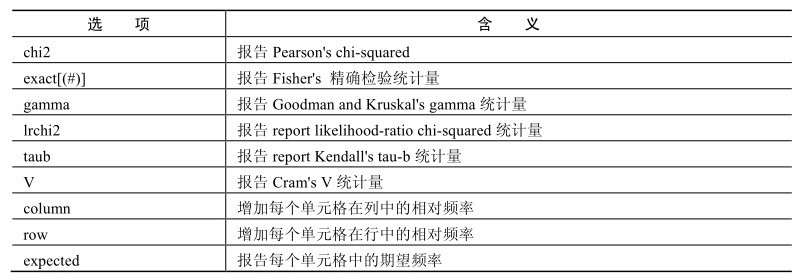 选 项 含 义
chi2 报告 Pearson's chi-squared
exact[(#)] 报告 Fisher's 精确检验统计量
gamma 报告 Goodman and Kruskal's gamma 统计量
lrchi2 报告 report likelihood-ratio chi-squared 统计量
taub 报告 report Kendall's tau-b 统计量
V 报告 Cram's V 统计量
column 增加每个单元格在列中的相对频率
row 增加每个单元格在行中的相对频率
expected 报告每个单元格中的期望频率